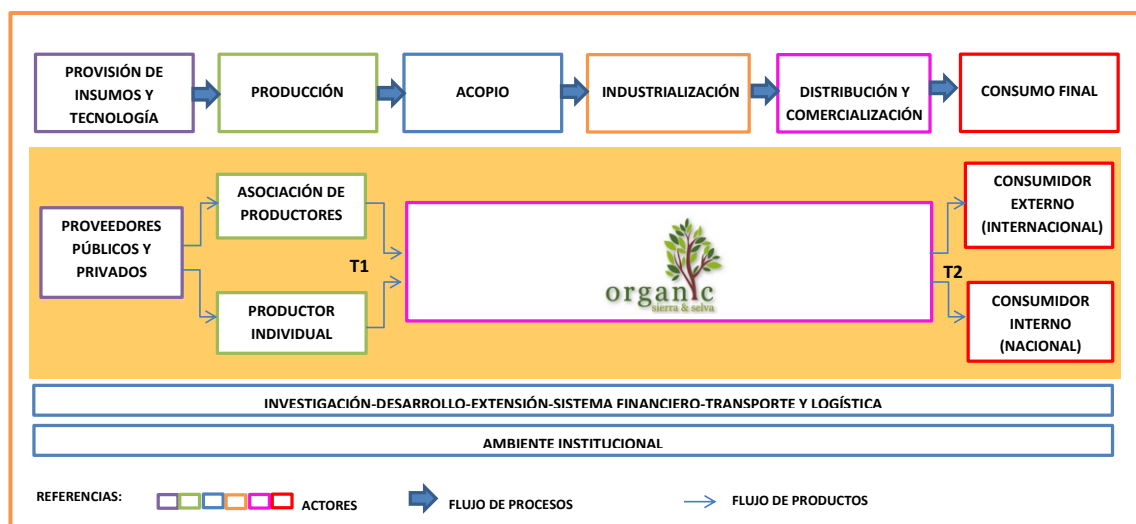 PROVISIÓN DE
INSUMOS Y
TECNOLOGÍA
PRODUCCIÓN
ACOPIO
INDUSTRIALIZACIÓN
DISTRIBUCIÓN Y
COMERCIALIZACIÓN
CONSUMO FINAL
PROVEEDORES
PÚBLICOS Y
PRIVADOS
ASOCIACIÓN DE
PRODUCTORES
PRODUCTOR
INDIVIDUAL
T1
organic
sierra & selva
T2
CONSUMIDOR
EXTERNO
(INTERNACIONAL)
CONSUMIDOR
INTERNO
(NACIONAL)
INVESTIGACIÓN-DESARROLLO-EXTENSIÓN-SISTEMA FINANCIERO-TRANSPORTE Y LOGÍSTICA
AMBIENTE INSTITUCIONAL
REFERENCIAS:
ACTORES
FLUJO DE PROCESOS
FLUJO DE PRODUCTOS